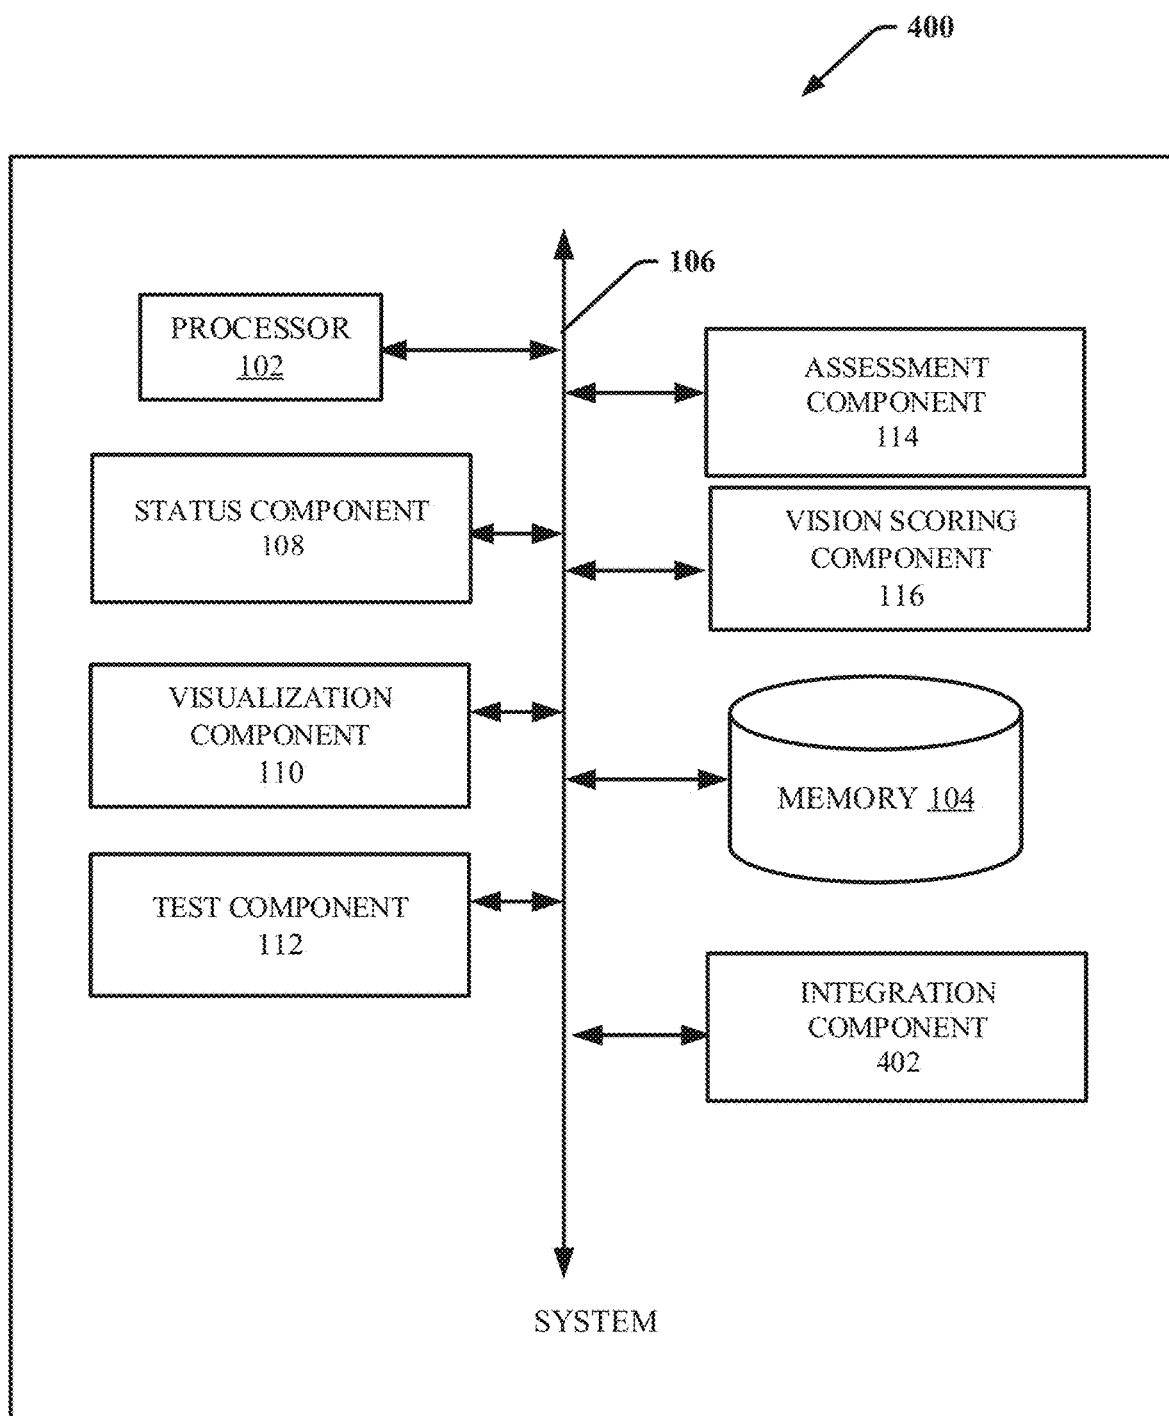 400
106
PROCESSOR
102
ASSESSMENT
COMPONENT
114
STATUS COMPONENT
108
VISION SCORING
COMPONENT
116
VISUALIZATION
COMPONENT
110
MEMORY 104
TEST COMPONENT
112
INTEGRATION
COMPONENT
402
SYSTEM